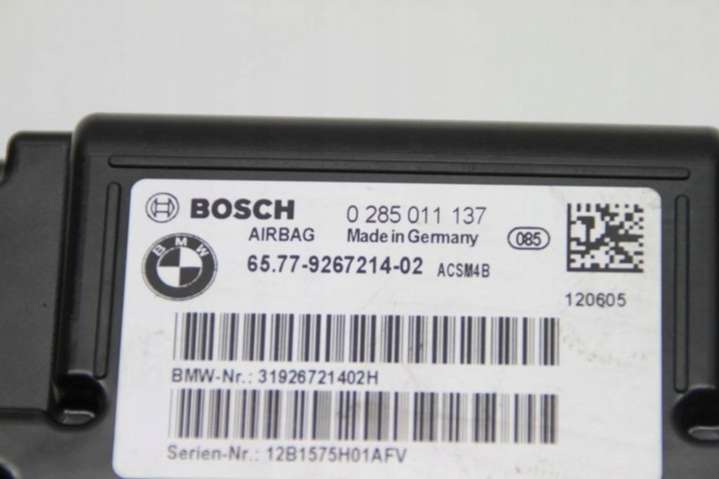 BOSCH 0 285 011 137
AIRBAG Made in Germany 085
BMW 65.77-9267214-02 ACSM4B
120605
BMW-Nr.: 31926721402H
Serien-Nr.: 12B1575H01AFV